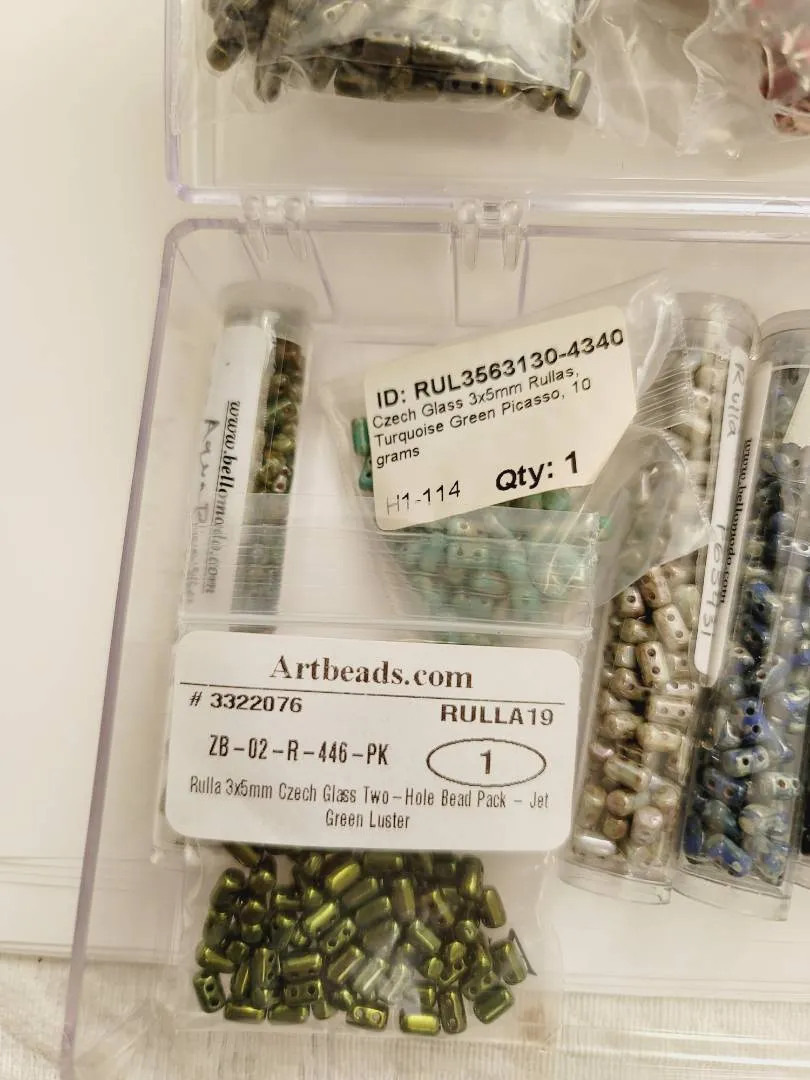 www.bellomodo.com
Aqua
ID: RUL3563130-4340
Czech Glass 3x5mm Rullas,
Turquoise Green Picasso, 10
grams
H1-114 Qty: 1
Rulla
www.bellomodo.com
Artbeads.com
# 3322076 RULLA19
ZB-02-R-446-PK 1
Rulla 3x5mm Czech Glass Two-Hole Bead Pack - Jet
Green Luster